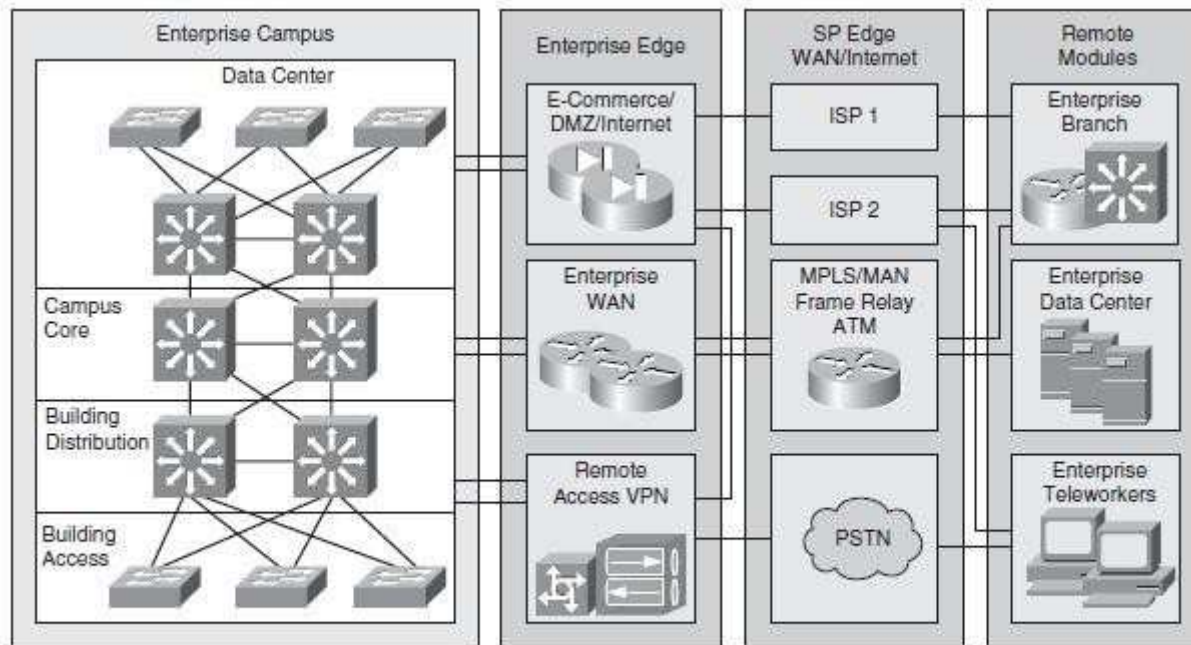 Enterprise Campus
Data Center
Campus
Core
Building
Distribution
Building
Access
Enterprise Edge
E-Commerce/
DMZ/Internet
Enterprise
WAN
Remote
Access VPN
SP Edge
WAN/Internet
ISP 1
ISP 2
MPLS/MAN
Frame Relay
ATM
PSTN
Remote
Modules
Enterprise
Branch
Enterprise
Data Center
Enterprise
Teleworkers